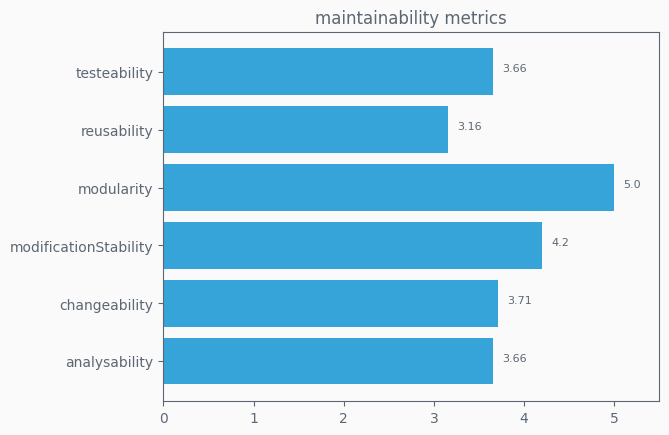 maintainability metrics
testeability 3.66
reusability 3.16
modularity 5.0
modificationStability 4.2
changeability 3.71
analysability 3.66
0 1 2 3 4 5